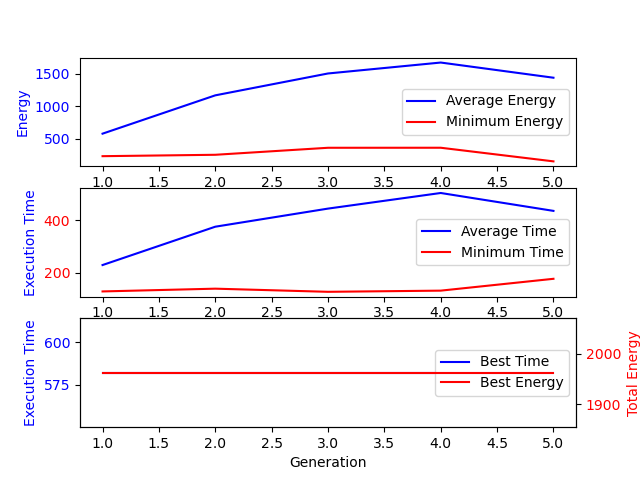 1500
1000
500
Energy
Average Energy
Minimum Energy
1.0 1.5 2.0 2.5 3.0 3.5 4.0 4.5 5.0
400
200
Execution Time
Average Time
Minimum Time
1.0 1.5 2.0 2.5 3.0 3.5 4.0 4.5 5.0
600
575
Execution Time
Best Time
Best Energy
2000
1900
Total Energy
1.0 1.5 2.0 2.5 3.0 3.5 4.0 4.5 5.0
Generation